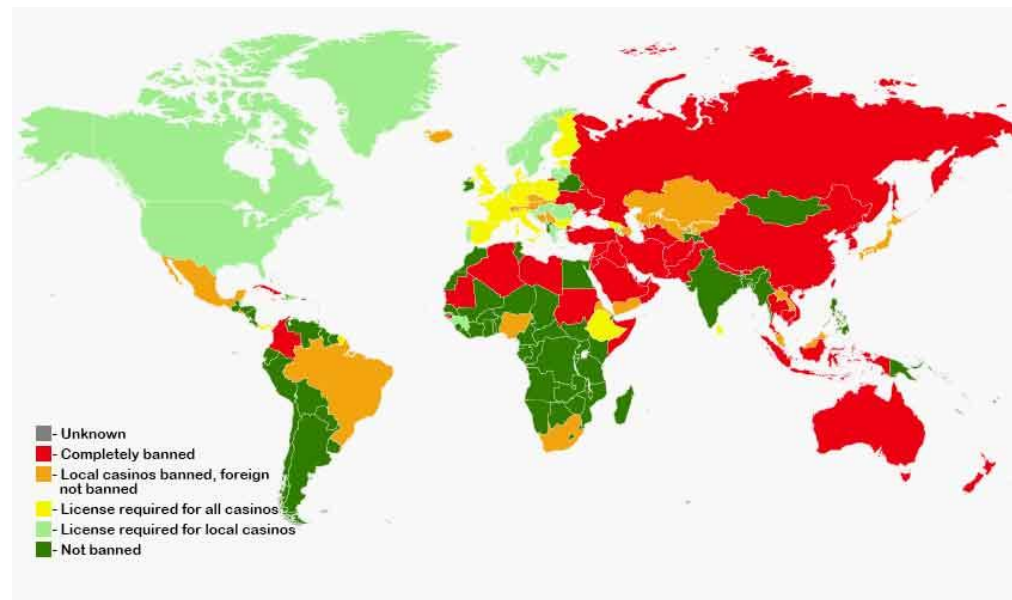 - Unknown
- Completely banned
- Local casinos banned, foreign
not banned
- License required for all casinos
- License required for local casinos
- Not banned